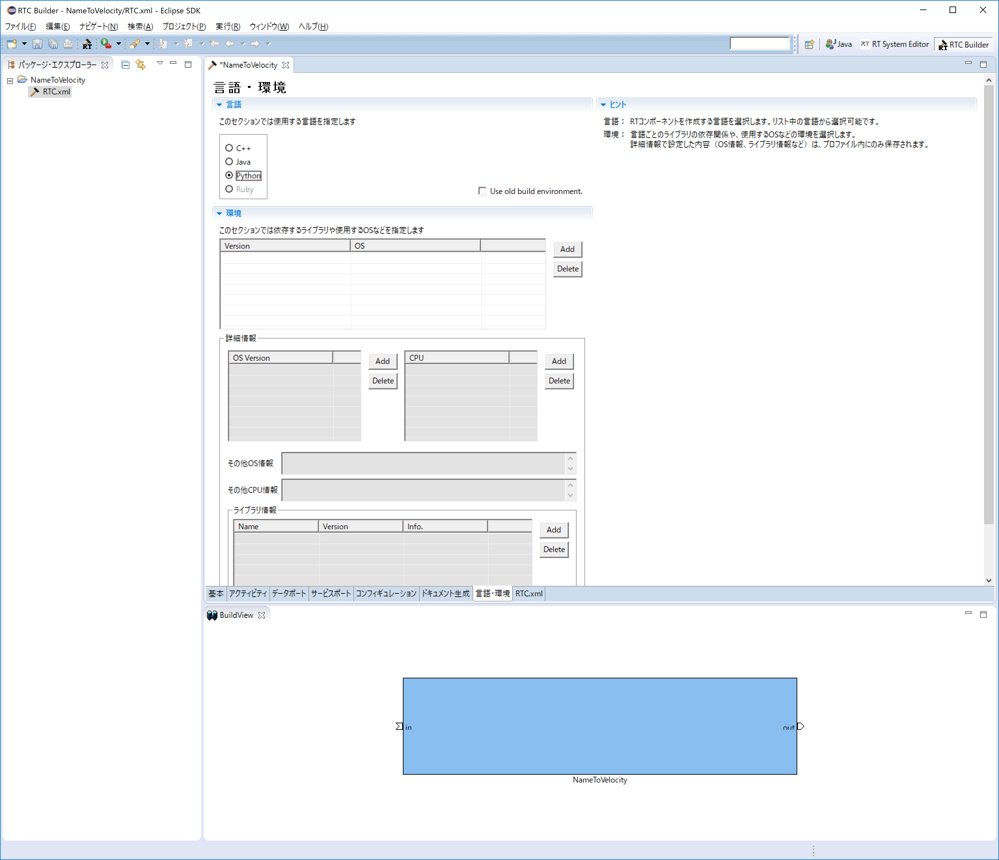 RTC Builder - NameToVelocity/RTC.xml - Eclipse SDK
ファイル(F) 編集(E) ナビゲート(N) 検索(A) プロジェクト(P) 実行(R) ウィンドウ(W) ヘルプ(H)
RT
Java RT RT System Editor RT RTC Builder
パッケージ・エクスプローラー
NameToVelocity
RTC.xml
*NameToVelocity
言語・環境
言語
このセクションでは使用する言語を指定します
C++
Java
Python
Ruby
Use old build environment.
ヒント
言語： RTコンポーネントを作成する言語を選択します。リスト中の言語から選択可能です。
環境： 言語ごとのライブラリの依存関係や、使用するOSなどの環境を選択します。
詳細情報で設定した内容（OS情報、ライブラリ情報など）は、プロファイル内にのみ保存されます。
環境
このセクションでは依存するライブラリや使用するOSなどを指定します
Version OS
Add
Delete
詳細情報
OS Version
Add
Delete
CPU
Add
Delete
その他OS情報
その他CPU情報
ライブラリ情報
Name Version Info.
Add
Delete
基本 アクティビティ データポート サービスポート コンフィギュレーション ドキュメント生成 言語・環境 RTC.xml
BuildView
in out
NameToVelocity